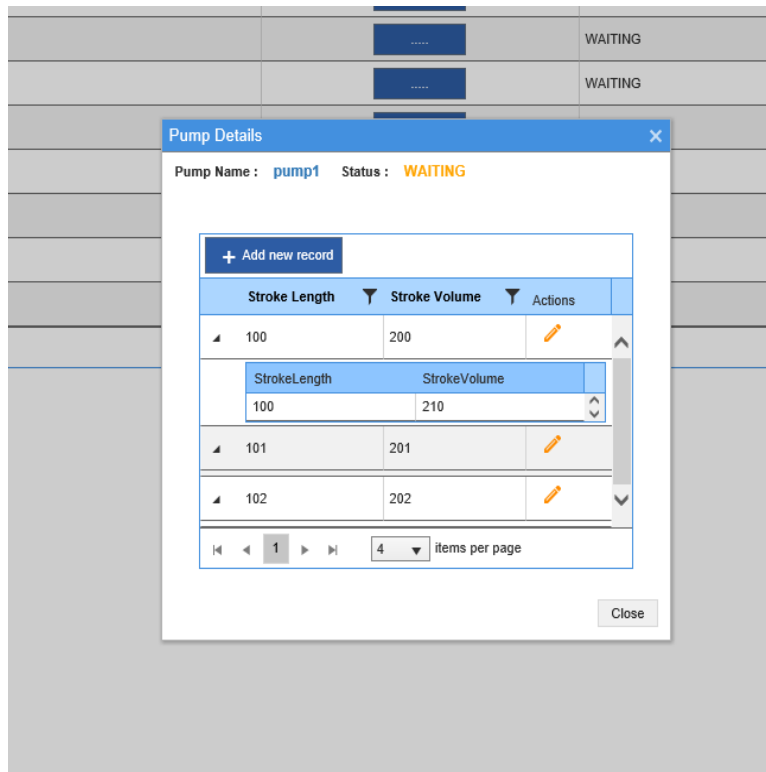 ..... WAITING
..... WAITING
Pump Details ×
Pump Name : pump1 Status : WAITING
+ Add new record
Stroke Length Stroke Volume Actions
100 200
StrokeLength StrokeVolume
100 210
101 201
102 202
1 4 items per page
Close